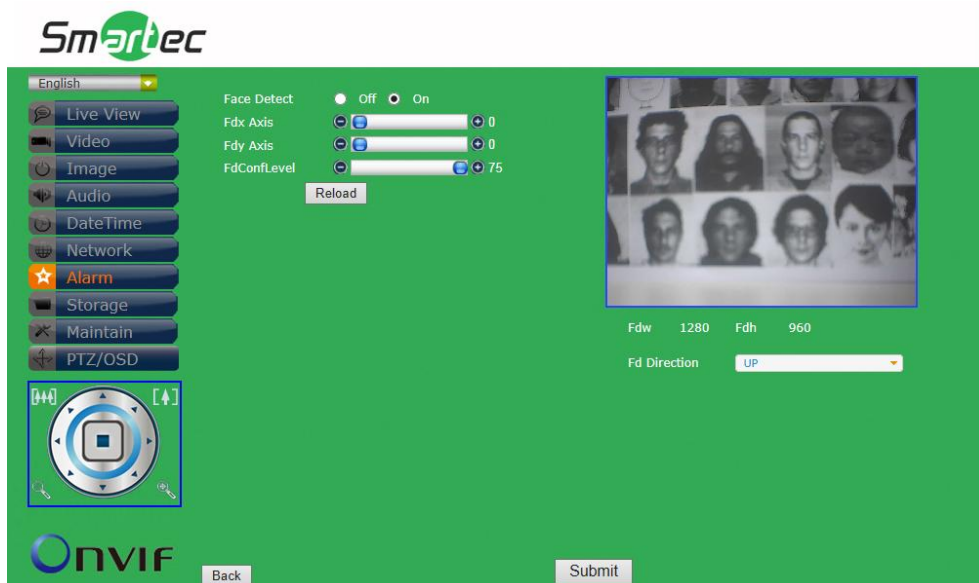 Smartec
English
Live View
Video
Image
Audio
DateTime
Network
Alarm
Storage
Maintain
PTZ/OSD
Face Detect Off On
Fdx Axis 0
Fdy Axis 0
FdConfLevel 75
Reload
Fdw 1280 Fdh 960
Fd Direction UP
Onvif
Back
Submit